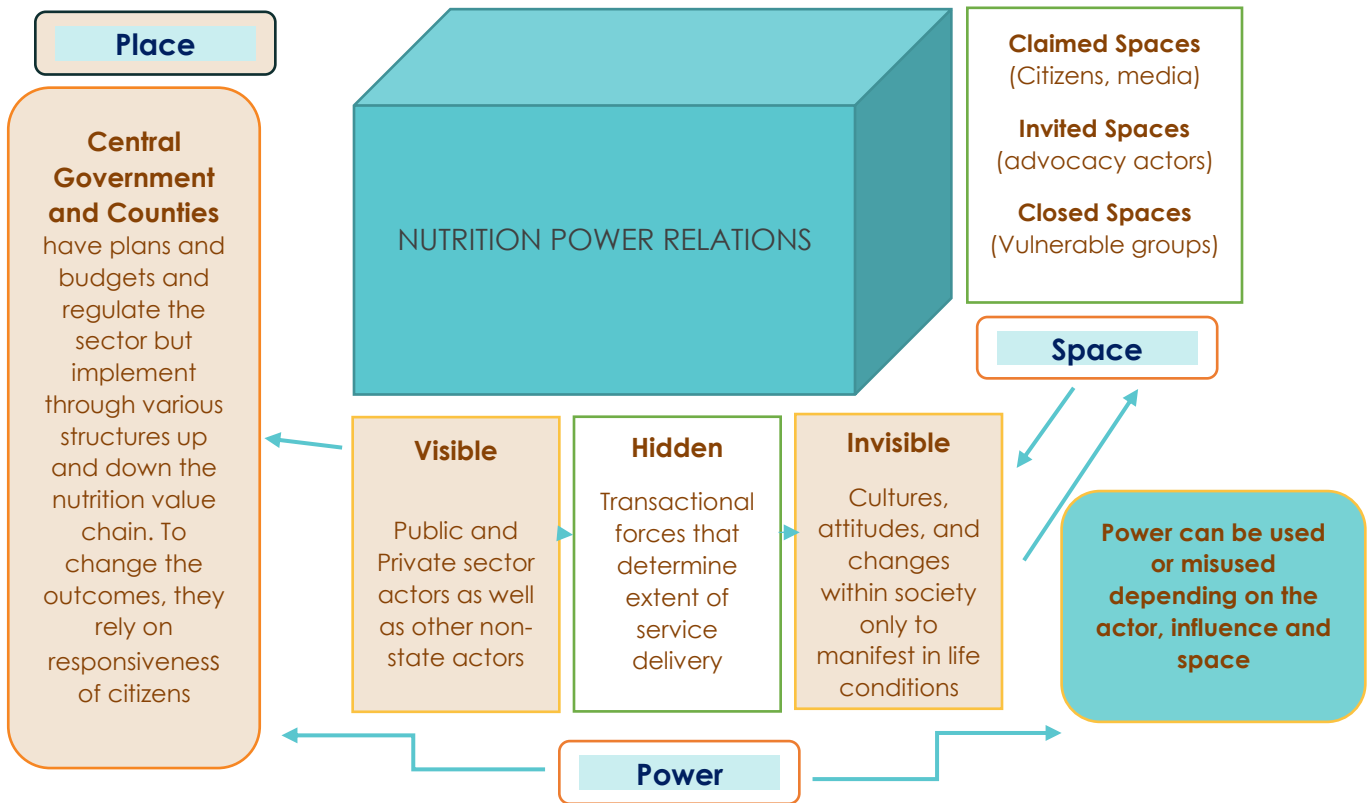 Place
Central
Government
and Counties
have plans and
budgets and
regulate the
sector but
implement
through various
structures up
and down the
nutrition value
chain. To
change the
outcomes, they
rely on
responsiveness
of citizens
NUTRITION POWER RELATIONS
Claimed Spaces
(Citizens, media)
Invited Spaces
(advocacy actors)
Closed Spaces
(Vulnerable groups)
Space
Visible
Public and
Private sector
actors as well
as other non-
state actors
Hidden
Transactional
forces that
determine
extent of
service
delivery
Invisible
Cultures,
attitudes, and
changes
within society
only to
manifest in life
conditions
Power can be used
or misused
depending on the
actor, influence and
space
Power